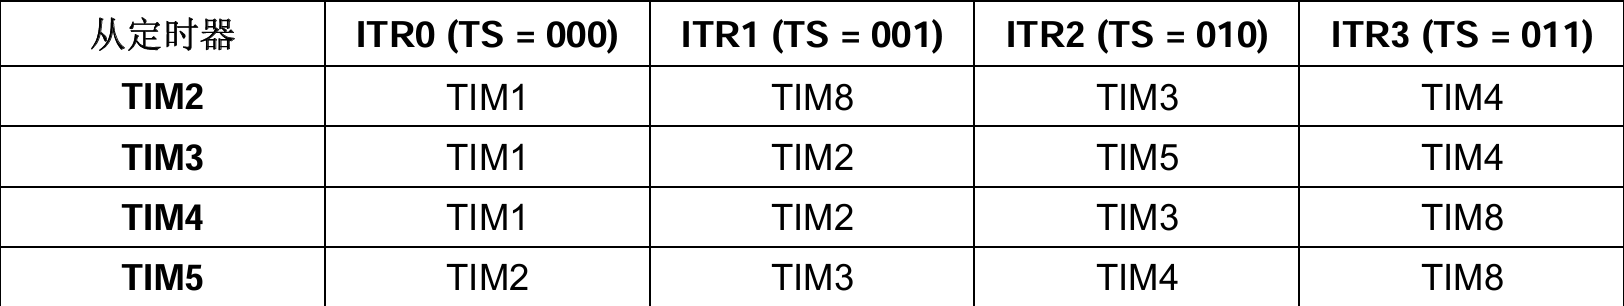 从定时器 ITR0 (TS = 000) ITR1 (TS = 001) ITR2 (TS = 010) ITR3 (TS = 011)
TIM2 TIM1 TIM8 TIM3 TIM4
TIM3 TIM1 TIM2 TIM5 TIM4
TIM4 TIM1 TIM2 TIM3 TIM8
TIM5 TIM2 TIM3 TIM4 TIM8